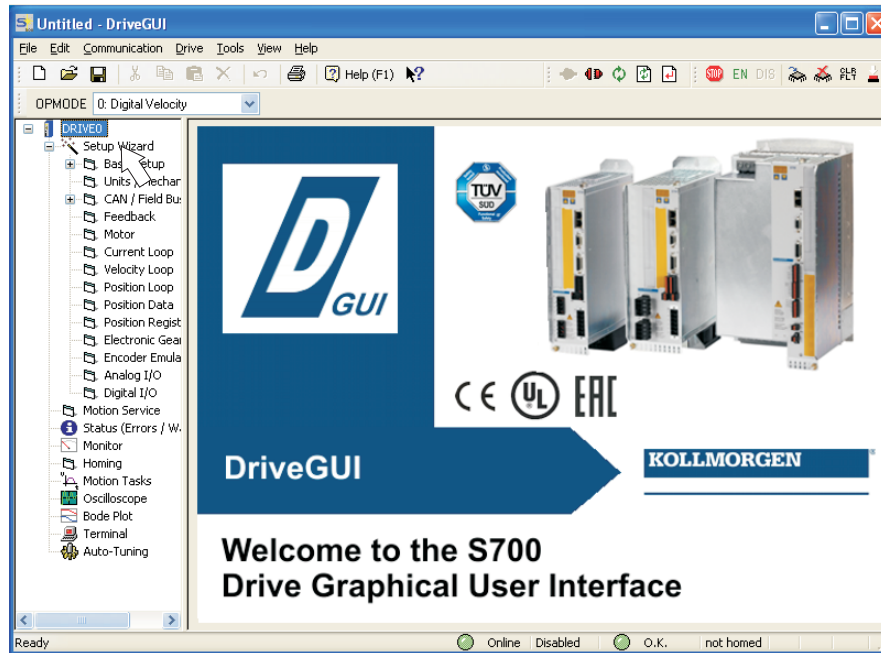 Untitled - DriveGUI
File Edit Communication Drive Tools View Help
Help (F1) STOP EN DIS
OPMODE 0: Digital Velocity
DRIVE0
Setup Wizard
Units
CAN / Field Bu
Feedback
Motor
Current Loop
Velocity Loop
Position Loop
Position Data
Position Regist
Electronic Gear
Encoder Emula
Analog I/O
Digital I/O
Motion Service
Status (Errors / W
Monitor
Homing
Motion Tasks
Oscilloscope
Bode Plot
Terminal
Auto-Tuning
D
GUI
TÜV
SUD
CE UL EAC
DriveGUI
KOLLMORGEN
Welcome to the S700
Drive Graphical User Interface
Ready Online Disabled O.K. not homed